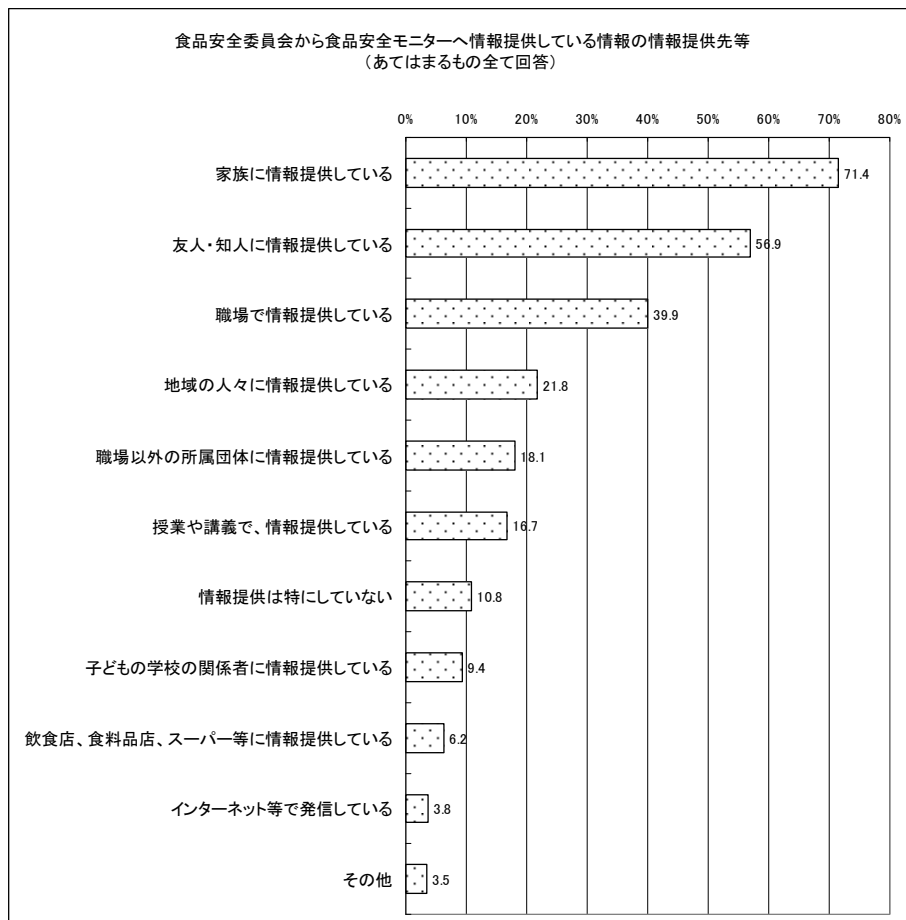 食品安全委員会から食品安全モニターへ情報提供している情報の情報提供先等
（あてはまるもの全て回答）
0% 10% 20% 30% 40% 50% 60% 70% 80%
家族に情報提供している 71.4
友人・知人に情報提供している 56.9
職場で情報提供している 39.9
地域の人々に情報提供している 21.8
職場以外の所属団体に情報提供している 18.1
授業や講義で、情報提供している 16.7
情報提供は特にしていない 10.8
子どもの学校の関係者に情報提供している 9.4
飲食店、食料品店、スーパー等に情報提供している 6.2
インターネット等で発信している 3.8
その他 3.5